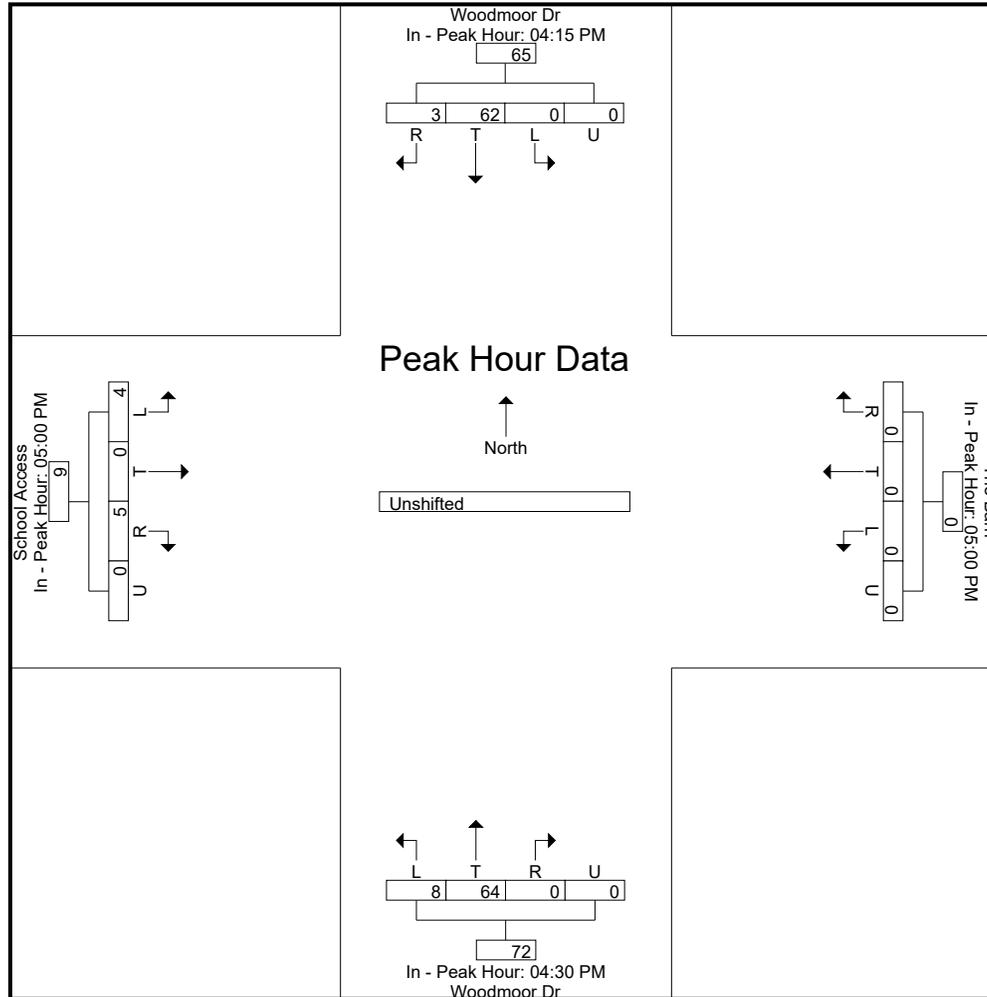 Woodmoor Dr
In - Peak Hour: 04:15 PM
65
3 62 0 0
R T L U
Peak Hour Data
North
Unshifted
School Access
In - Peak Hour: 05:00 PM
9
4 0 5 0
L T R U
R T L U
0 0 0 0
0
In - Peak Hour: 05:00 PM
L T R U
8 64 0 0
72
In - Peak Hour: 04:30 PM
Woodmoor Dr